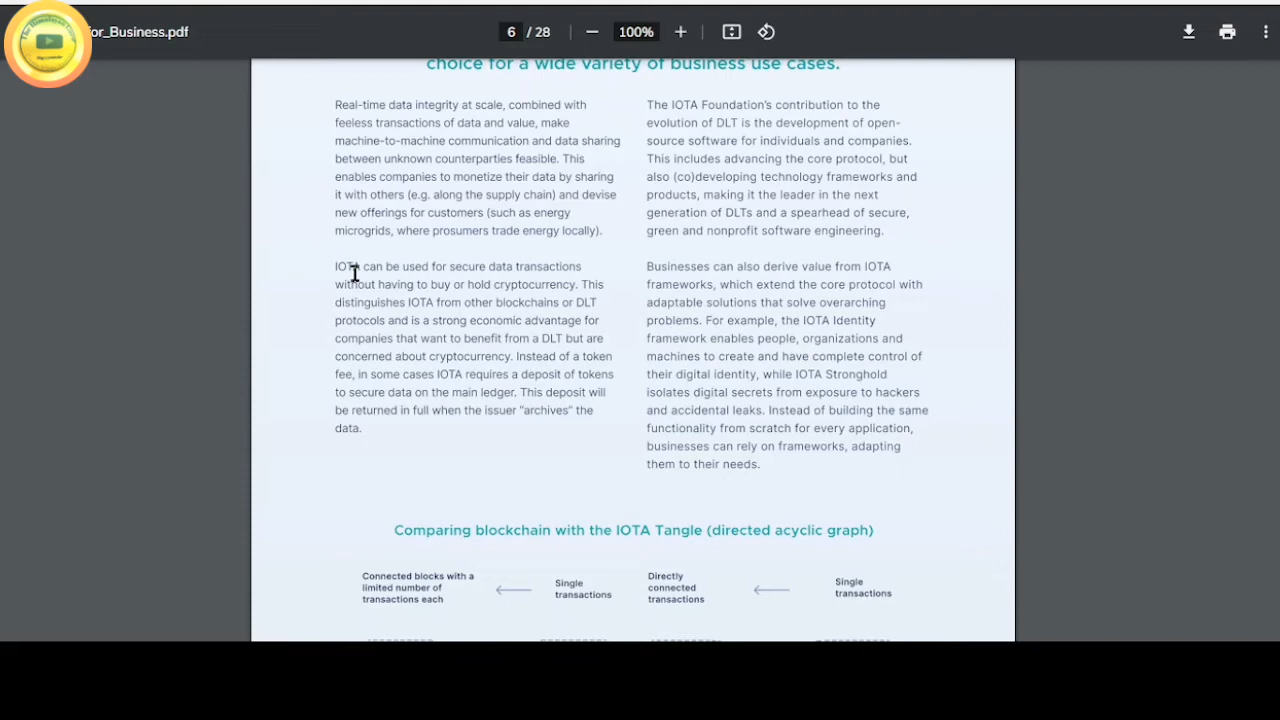 for_Business.pdf
6 / 28
100%
choice for a wide variety of business use cases.
Real-time data integrity at scale, combined with
feeless transactions of data and value, make
machine-to-machine communication and data sharing
between unknown counterparties feasible. This
enables companies to monetize their data by sharing
it with others (e.g. along the supply chain) and devise
new offerings for customers (such as energy
microgrids, where prosumers trade energy locally).
IOTA can be used for secure data transactions
without having to buy or hold cryptocurrency. This
distinguishes IOTA from other blockchains or DLT
protocols and is a strong economic advantage for
companies that want to benefit from a DLT but are
concerned about cryptocurrency. Instead of a token
fee, in some cases IOTA requires a deposit of tokens
to secure data on the main ledger. This deposit will
be returned in full when the issuer “archives” the
data.
The IOTA Foundation’s contribution to the
evolution of DLT is the development of open-
source software for individuals and companies.
This includes advancing the core protocol, but
also (co)developing technology frameworks and
products, making it the leader in the next
generation of DLTs and a spearhead of secure,
green and nonprofit software engineering.
Businesses can also derive value from IOTA
frameworks, which extend the core protocol with
adaptable solutions that solve overarching
problems. For example, the IOTA Identity
framework enables people, organizations and
machines to create and have complete control of
their digital identity, while IOTA Stronghold
isolates digital secrets from exposure to hackers
and accidental leaks. Instead of building the same
functionality from scratch for every application,
businesses can rely on frameworks, adapting
them to their needs.
Comparing blockchain with the IOTA Tangle (directed acyclic graph)
Connected blocks with a
limited number of
transactions each
Single
transactions
Directly
connected
transactions
Single
transactions